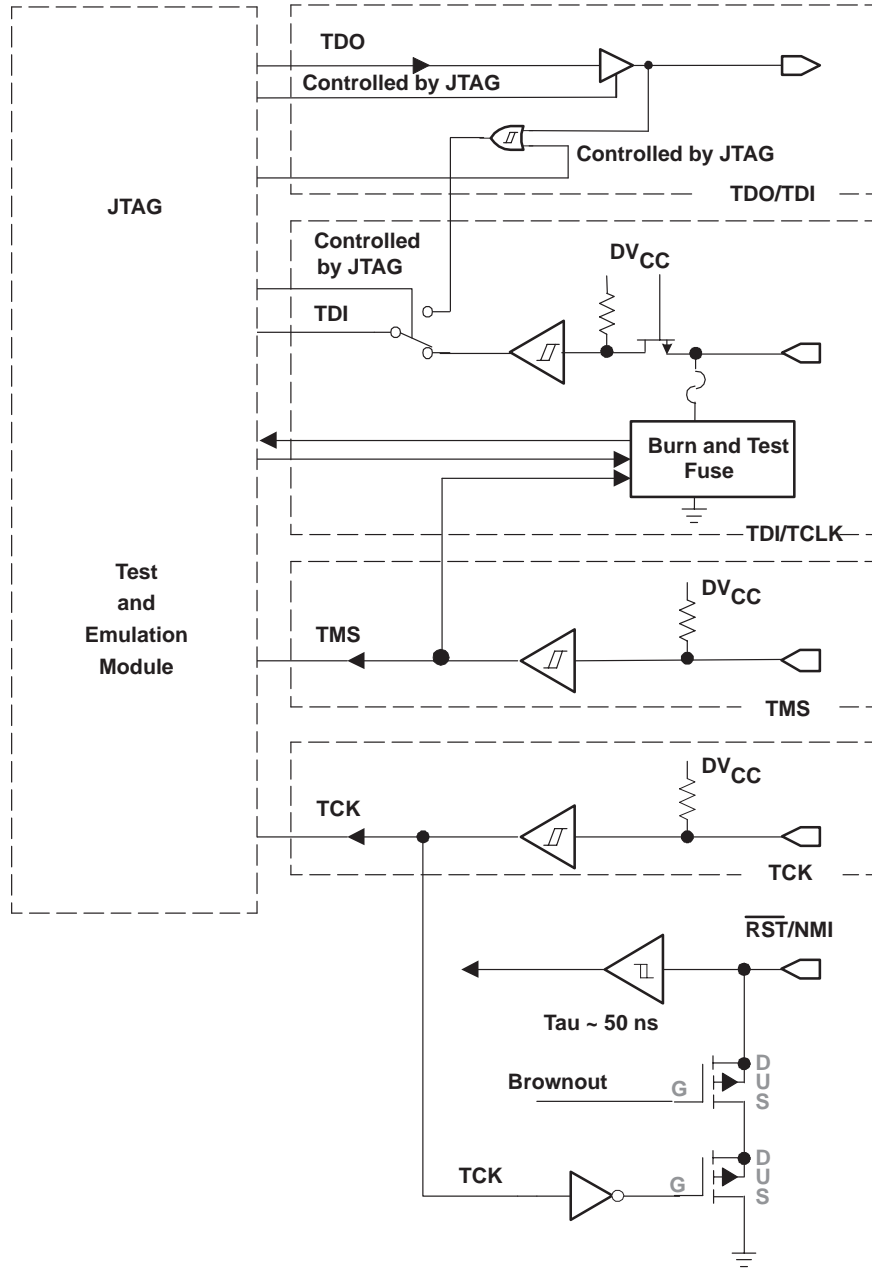 TDO
Controlled by JTAG
Controlled by JTAG
TDO/TDI
JTAG
Controlled
by JTAG
TDI
DVCC
Burn and Test
Fuse
TDI/TCLK
Test
and
Emulation
Module
TMS
DVCC
TMS
TCK
DVCC
TCK
RST/NMI
Tau ~ 50 ns
Brownout
G
D
U
S
TCK
G
D
U
S